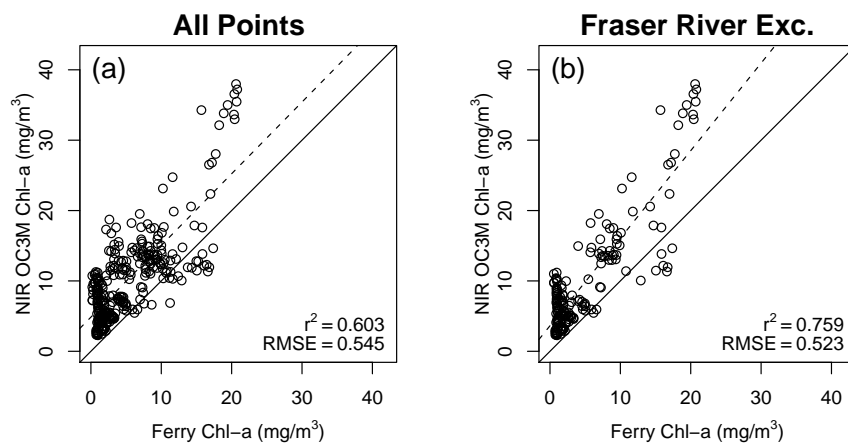 All Points
(a)
NIR OC3M Chl−a (mg/m³)
40
30
20
10
0
r² = 0.603
RMSE = 0.545
0 10 20 30 40
Ferry Chl−a (mg/m³)
Fraser River Exc.
(b)
NIR OC3M Chl−a (mg/m³)
40
30
20
10
0
r² = 0.759
RMSE = 0.523
0 10 20 30 40
Ferry Chl−a (mg/m³)